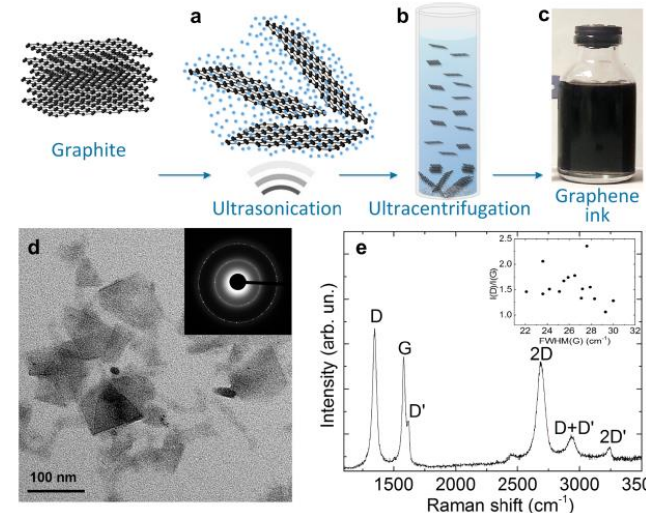 a
b
c
Graphite
Ultrasonication
Ultracentrifugation
Graphene
ink
d
100 nm
e
Intensity (arb. un.)
D
G
D'
2D
D+D'
2D'
1500 2000 2500 3000 350
Raman shift (cm-1)
I(D)/I(G)
2.5
2.0
1.5
1.0
22 24 26 28 30 32
FWHM(G) (cm-1)